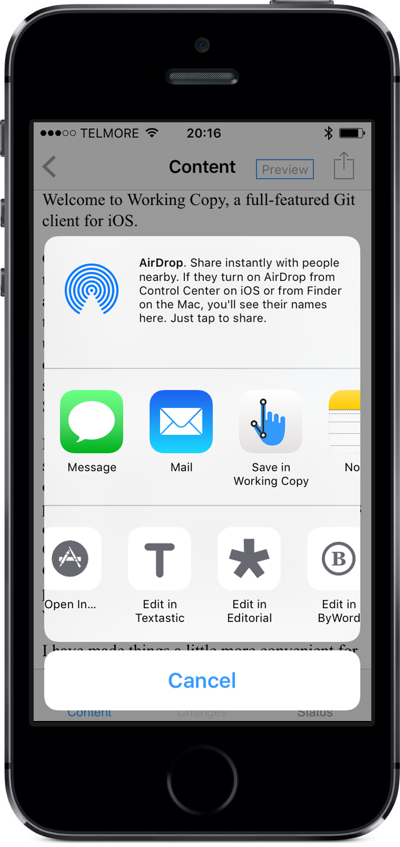 TELMORE 20:16
Content Preview
Welcome to Working Copy, a full-featured Git
client for iOS.
AirDrop. Share instantly with people
nearby. If they turn on AirDrop from
Control Center on iOS or from Finder
on the Mac, you'll see their names
here. Just tap to share.
Message Mail Save in
Working Copy No
Open In... Edit in
Textastic Edit in
Editorial B Edit in
ByWord
I have made things a little more convenient for
Cancel
Content Changes Status